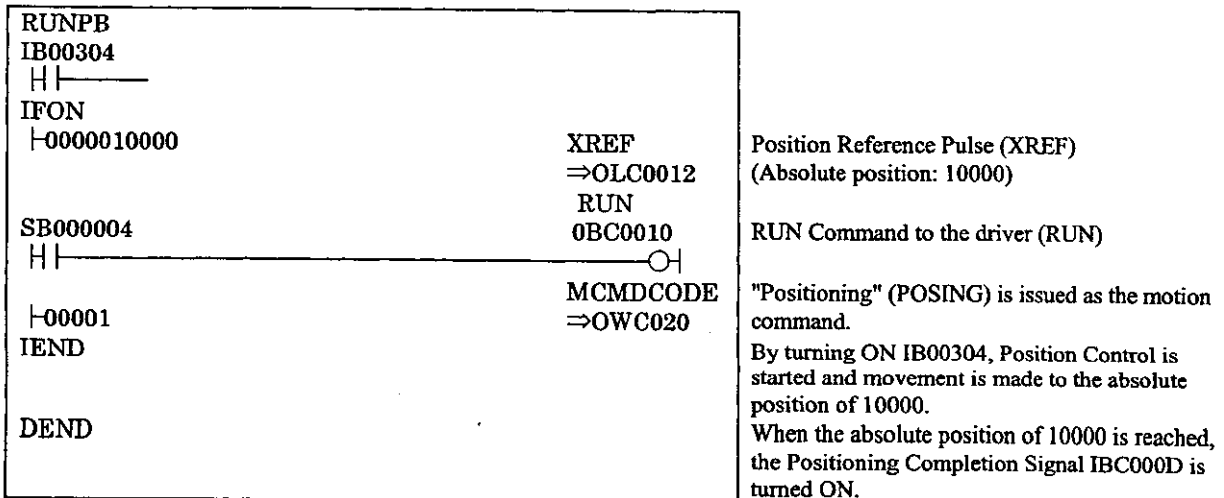 RUNPB
IB00304
IFON
⊢0000010000
XREF
⇒OLC0012
Position Reference Pulse (XREF)
(Absolute position: 10000)
SB000004
RUN
0BC0010
RUN Command to the driver (RUN)
⊢00001
MCMDCODE
⇒OWC020
"Positioning" (POSING) is issued as the motion
command.
IEND
By turning ON IB00304, Position Control is
started and movement is made to the absolute
position of 10000.
DEND
When the absolute position of 10000 is reached,
the Positioning Completion Signal IBC000D is
turned ON.